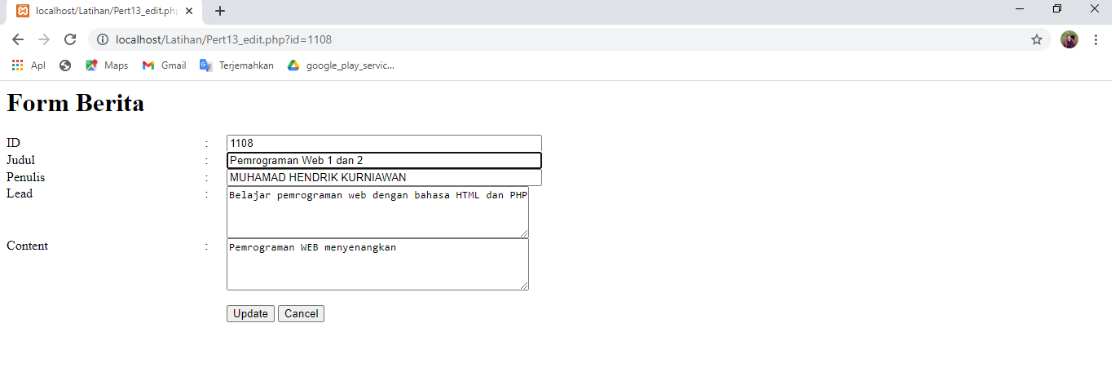 localhost/Latihan/Pert13_edit.ph
localhost/Latihan/Pert13_edit.php?id=1108
Apl Maps Gmail Terjemahkan google_play_servic...
Form Berita
ID : 1108
Judul : Pemrograman Web 1 dan 2
Penulis : MUHAMAD HENDRIK KURNIAWAN
Lead : Belajar pemrograman web dengan bahasa HTML dan PHP
Content : Pemrograman WEB menyenangkan
Update Cancel